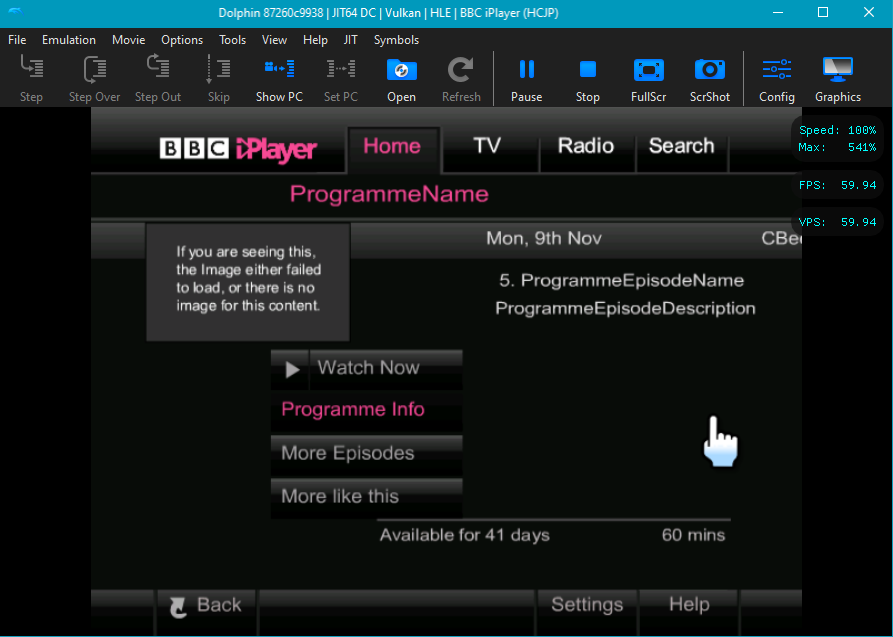 Dolphin 87260c9938 | JIT64 DC | Vulkan | HLE | BBC iPlayer (HCJP)
File Emulation Movie Options Tools View Help JIT Symbols
Step Step Over Step Out Skip Show PC Set PC Open Refresh Pause Stop FullScr ScrShot Config Graphics
Speed: 100%
Max: 541%
FPS: 59.94
VPS: 59.94
BBC iPlayer Home TV Radio Search
ProgrammeName
Mon, 9th Nov CBee
If you are seeing this,
the Image either failed
to load, or there is no
image for this content.
5. ProgrammeEpisodeName
ProgrammeEpisodeDescription
Watch Now
Programme Info
More Episodes
More like this
Available for 41 days 60 mins
Back Settings Help